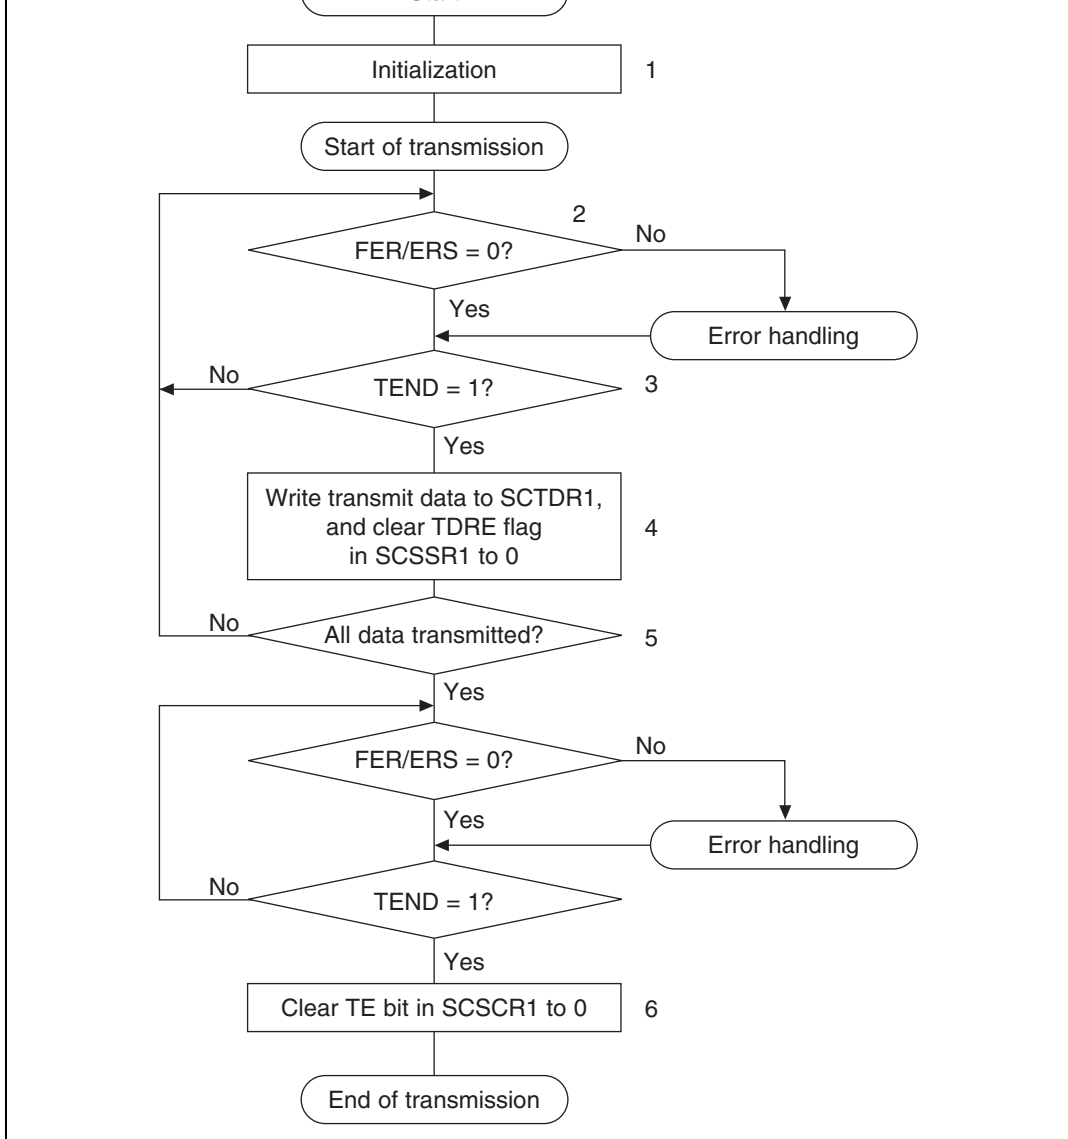 Initialization 1
Start of transmission
2
FER/ERS = 0? No
Yes
Error handling
No TEND = 1? 3
Yes
Write transmit data to SCTDR1,
and clear TDRE flag 4
in SCSSR1 to 0
No All data transmitted? 5
Yes
FER/ERS = 0? No
Yes
Error handling
No TEND = 1?
Yes
Clear TE bit in SCSCR1 to 0 6
End of transmission